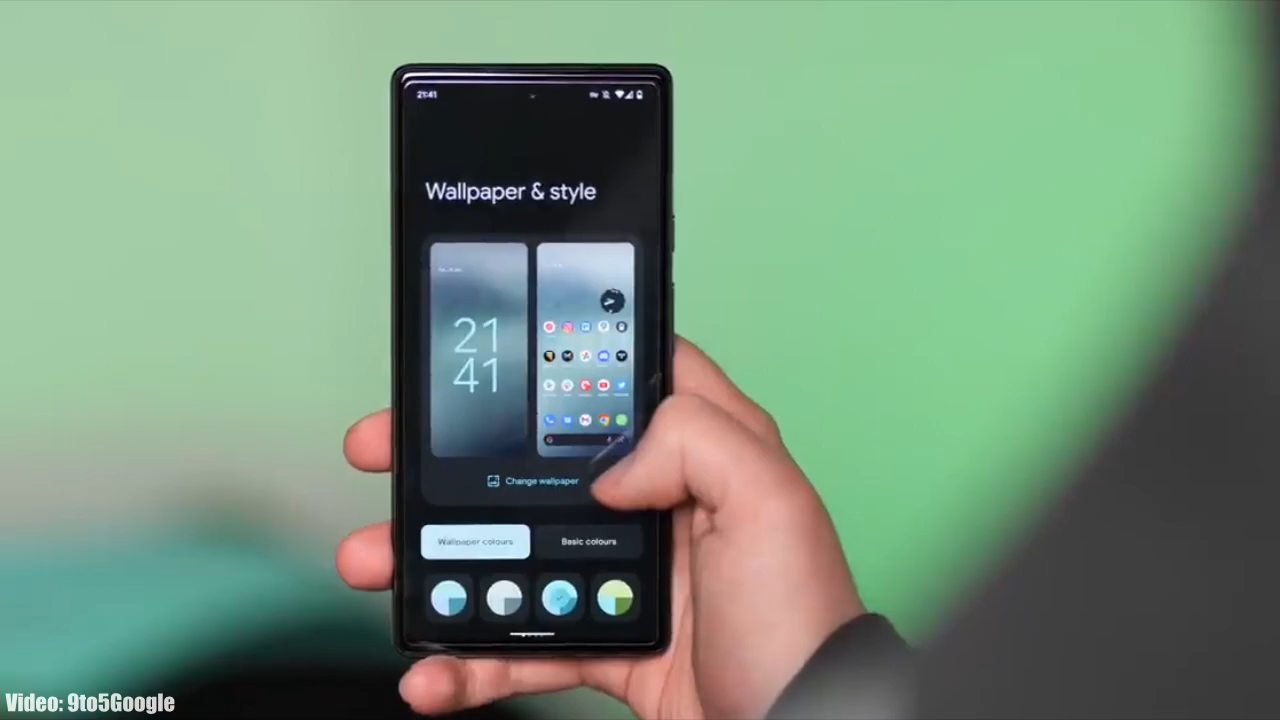 21:41
Wallpaper & style
21
41
Change wallpaper
Wallpaper colours
Basic colours
Video: 9to5Google